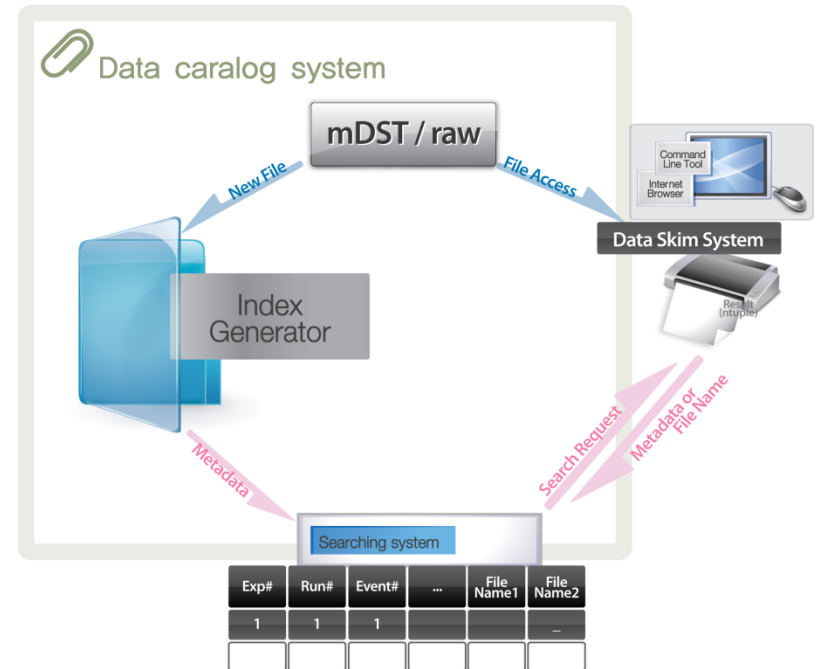 Data caralog system
mDST / raw
New File
File Access
Command
Line Tool
Internet
Browser
Data Skim System
Result
(ntuple)
Index
Generator
Metadata
Search Request
Metadata or
File Name
Searching system
Exp# Run# Event# ... File Name1 File Name2
1 1 1 _